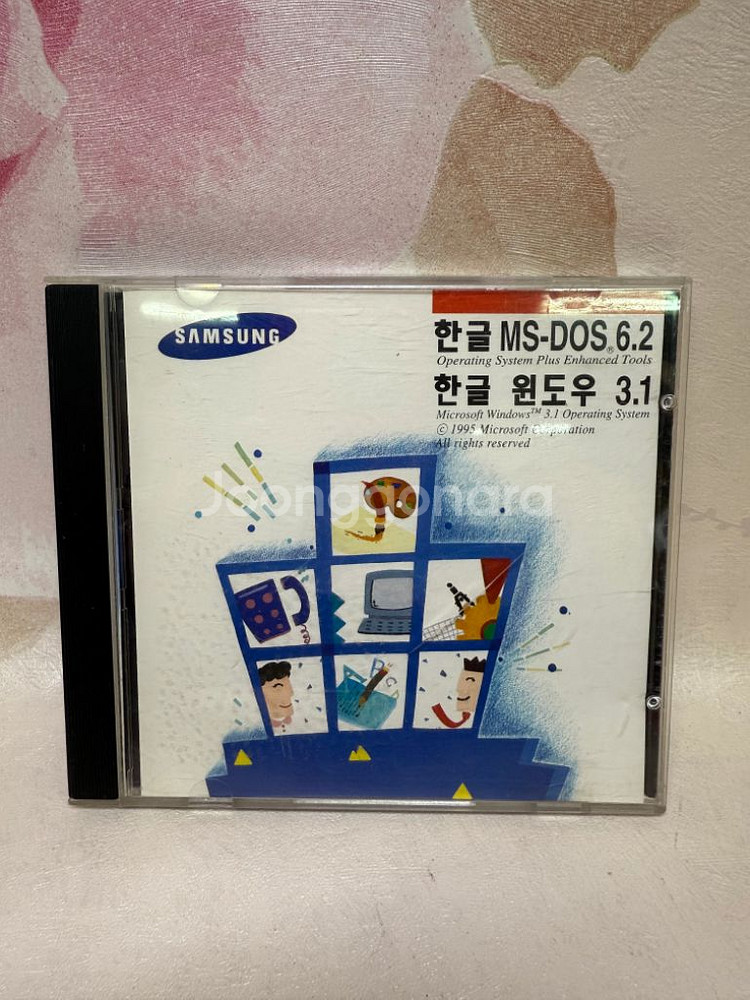 SAMSUNG
한글 MS-DOS® 6.2
Operating System Plus Enhanced Tools
한글 윈도우 3.1
Microsoft Windows™ 3.1 Operating System
© 1995 Microsoft Corporation
All rights reserved
Joongonara